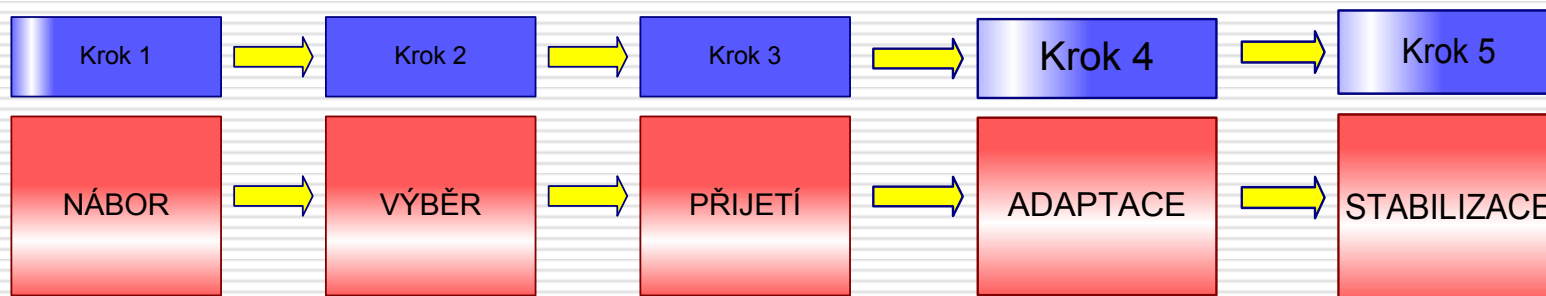 Krok 1
Krok 2
Krok 3
Krok 4
Krok 5
NÁBOR
VÝBĚR
PŘIJETÍ
ADAPTACE
STABILIZACE